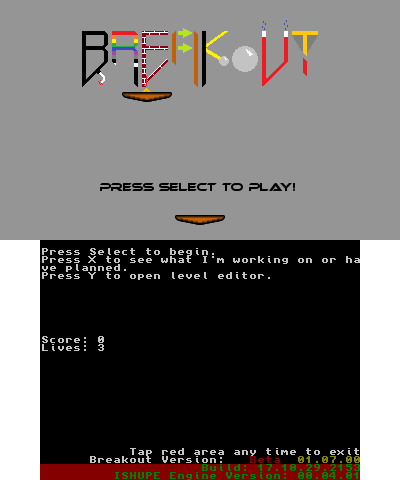 BREAKOUT
PRESS SELECT TO PLAY!
Press Select to begin.
Press X to see what I'm working on or ha
ve planned.
Press Y to open level editor.
Score: 0
Lives: 3
Tap red area any time to exit
Breakout Version: Beta 01.07.00
Build: 17.10.29.2193
ISHUPE Engine Version: 00.04.01